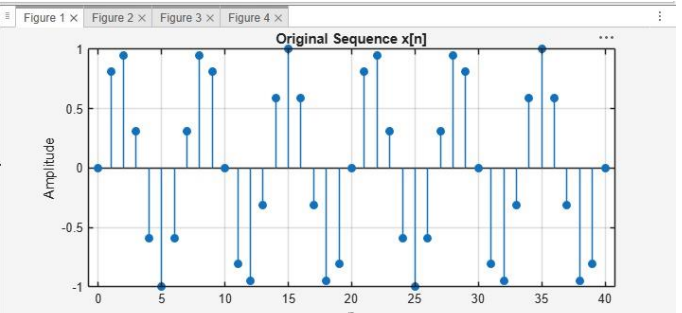 Figure 1 × Figure 2 × Figure 3 × Figure 4 ×
Original Sequence x[n]
1
0.5
0
-0.5
-1
Amplitude
0 5 10 15 20 25 30 35 40